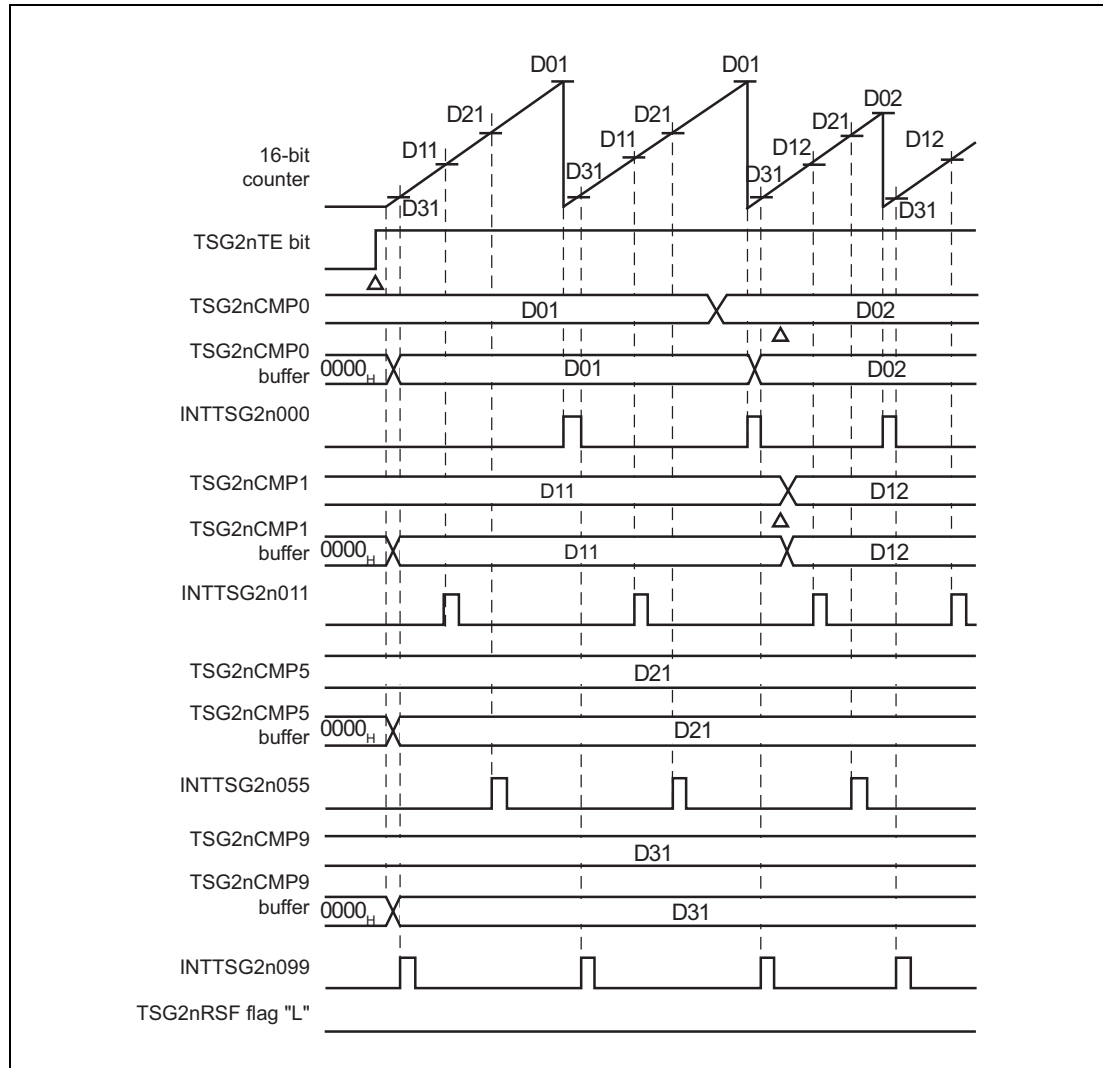 D01 D01
D02
D21 D21 D21
D11 D11 D12 D12
16-bit
counter
D31 D31 D31 D31
TSG2nTE bit
TSG2nCMP0
D01 D02
TSG2nCMP0
buffer
0000H D01 D02
INTTSG2n000
TSG2nCMP1
D11 D12
TSG2nCMP1
buffer
0000H D11 D12
INTTSG2n011
TSG2nCMP5
D21
TSG2nCMP5
buffer
0000H D21
INTTSG2n055
TSG2nCMP9
D31
TSG2nCMP9
buffer
0000H D31
INTTSG2n099
TSG2nRSF flag "L"